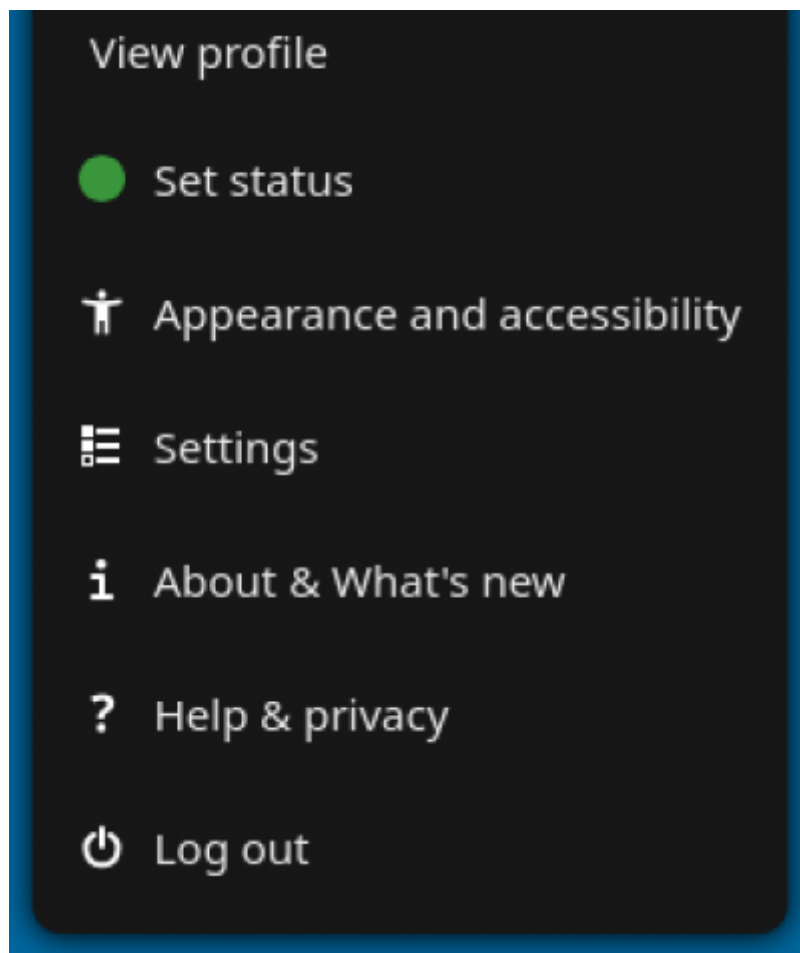 View profile
Set status
Appearance and accessibility
Settings
About & What's new
Help & privacy
Log out